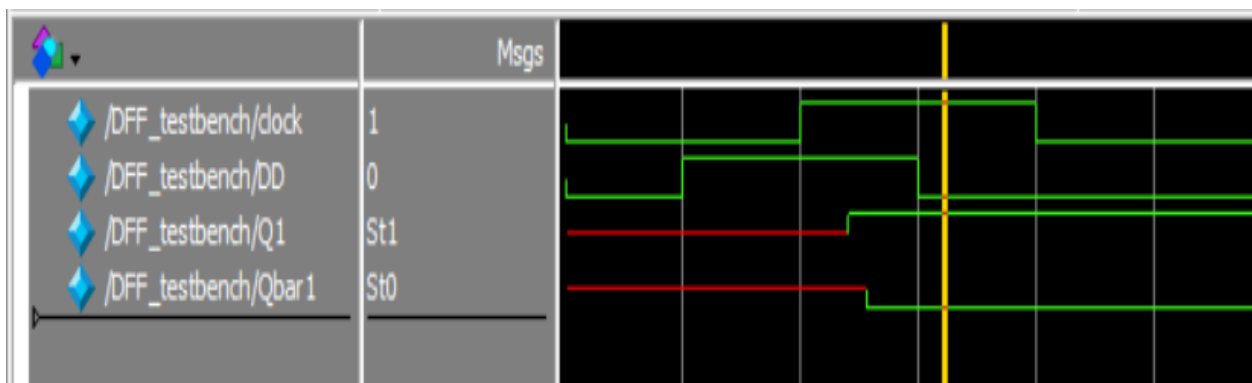 Msgs
/DFF_testbench/clock 1
/DFF_testbench/DD 0
/DFF_testbench/Q1 St1
/DFF_testbench/Qbar1 St0